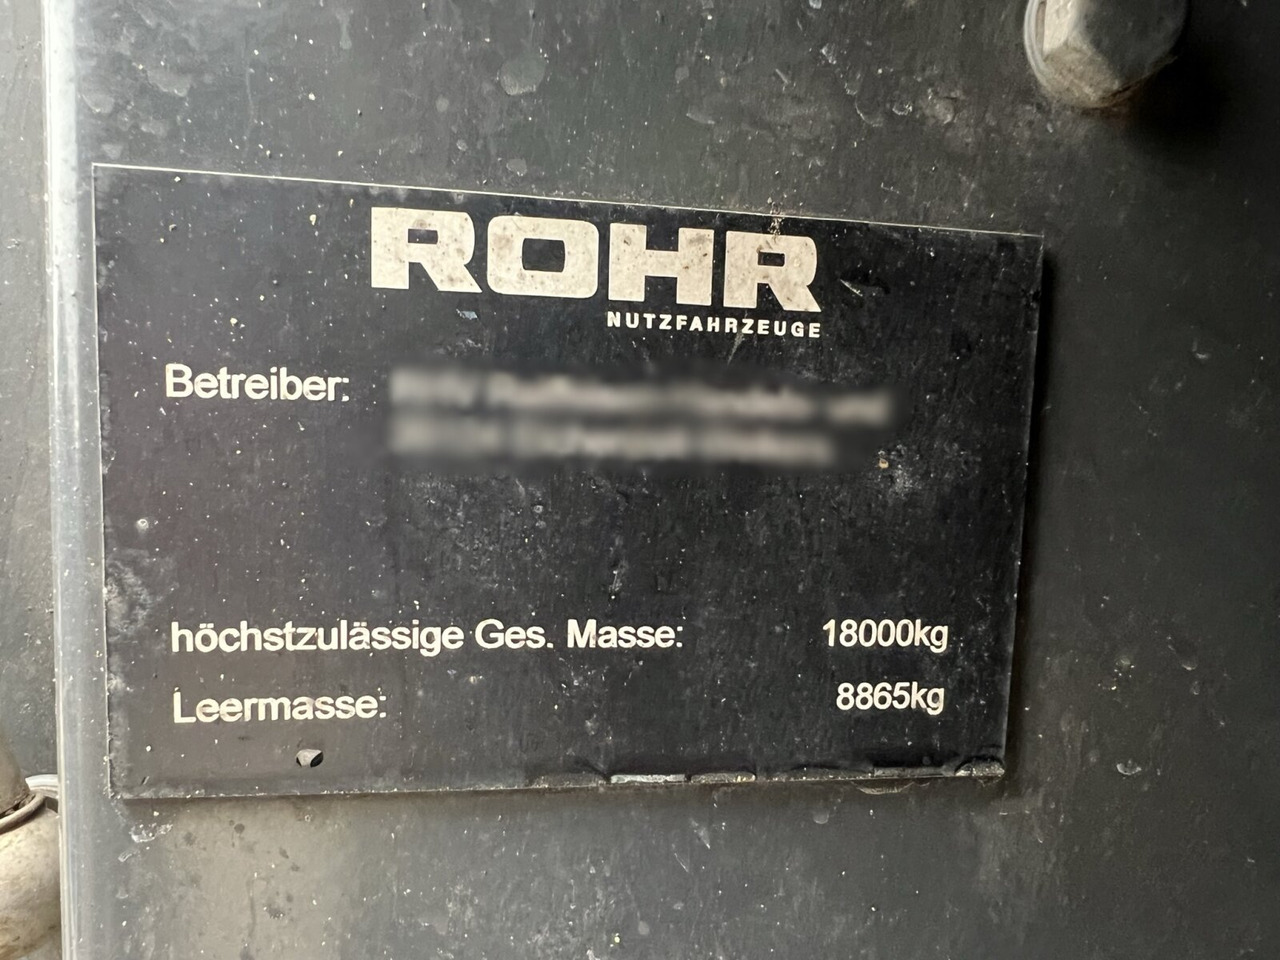 ROHR
NUTZFAHRZEUGE
Betreiber:
höchstzulässige Ges. Masse: 18000kg
Leermasse: 8865kg